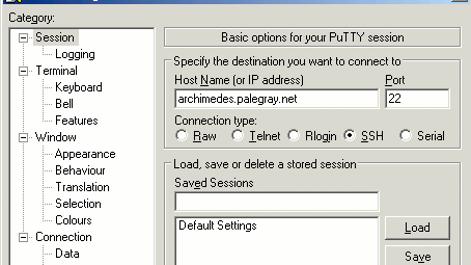 Category:
Session
Logging
Terminal
Keyboard
Bell
Features
Window
Appearance
Behaviour
Translation
Selection
Colours
Connection
Data
Basic options for your PuTTY session
Specify the destination you want to connect to
Host Name (or IP address) Port
archimedes.palegray.net 22
Connection type:
Raw Telnet Rlogin SSH Serial
Load, save or delete a stored session
Saved Sessions
Default Settings
Load
Save